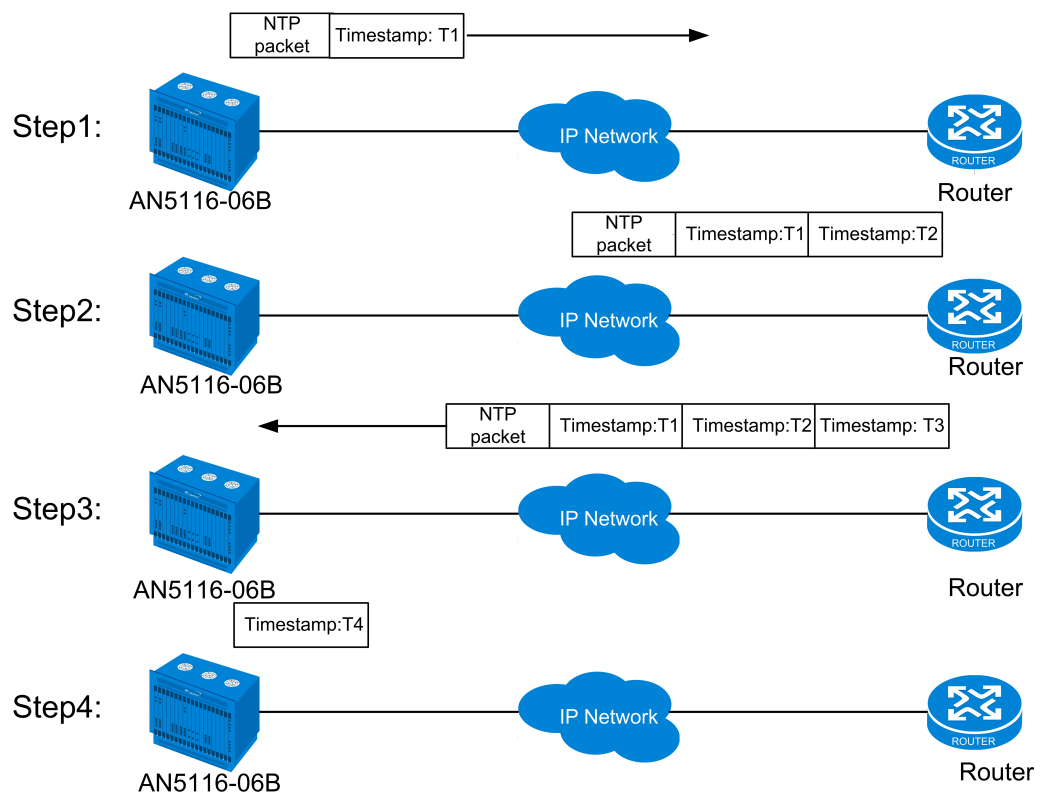 NTP
packet
Timestamp: T1
Step1:
IP Network
ROUTER
AN5116-06B
Router
NTP
packet
Timestamp:T1
Timestamp:T2
Step2:
IP Network
ROUTER
AN5116-06B
Router
NTP
packet
Timestamp:T1
Timestamp:T2
Timestamp: T3
Step3:
IP Network
ROUTER
AN5116-06B
Router
Timestamp:T4
Step4:
IP Network
ROUTER
AN5116-06B
Router